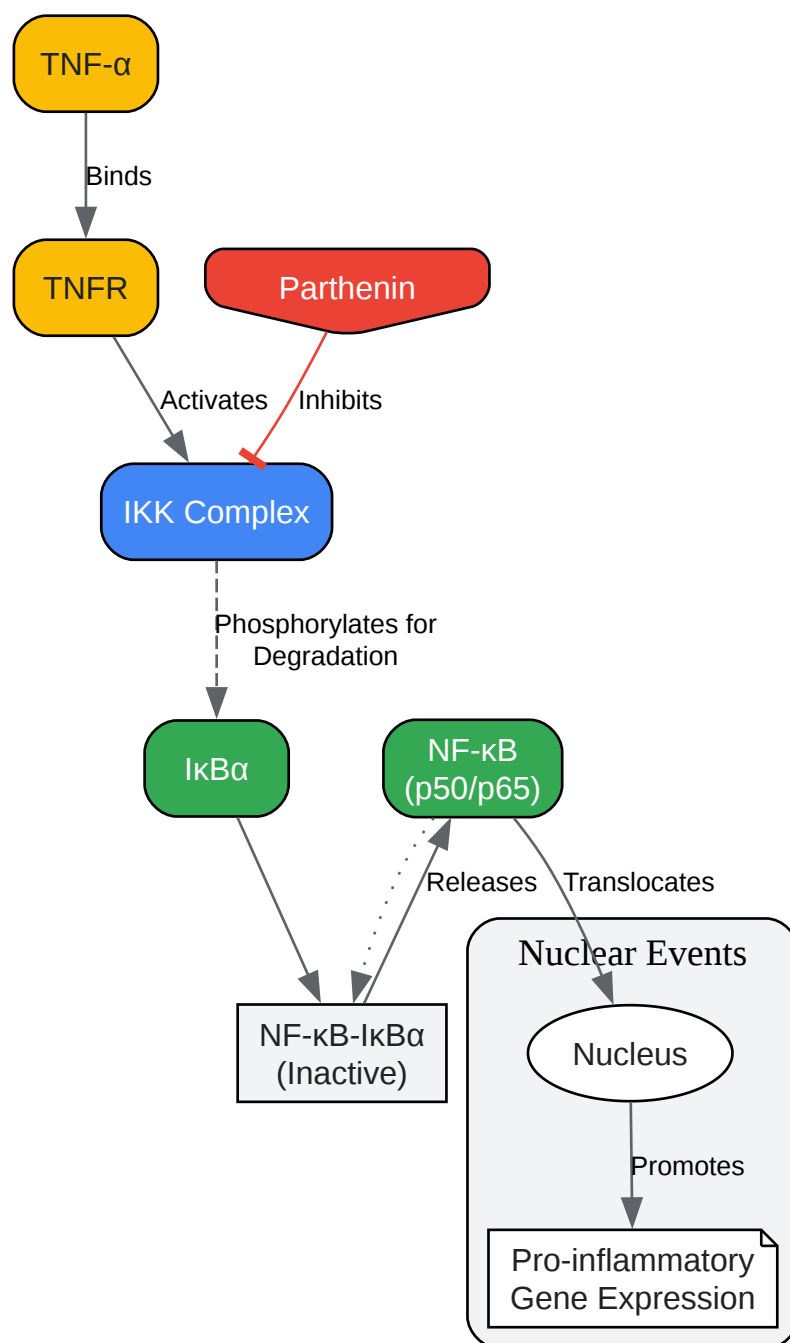 TNF-α
Binds
TNFR
Parthenin
Activates
Inhibits
IKK Complex
Phosphorylates for
Degradation
IκBα
NF-κB
(p50/p65)
Releases
Translocates
Nuclear Events
NF-κB-IκBα
(Inactive)
Nucleus
Promotes
Pro-inflammatory
Gene Expression